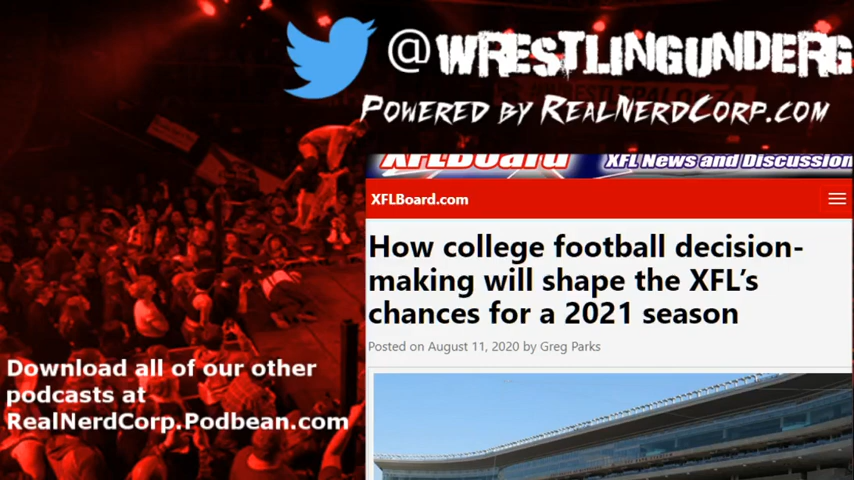 @WRESTLINGUNDERG
POWERED BY REALNERDCORP.COM
XFLBoard
XFL News and Discussion
XFLBoard.com
How college football decision-
making will shape the XFL's
chances for a 2021 season
Posted on August 11, 2020 by Greg Parks
Download all of our other
podcasts at
RealNerdCorp.Podbean.com